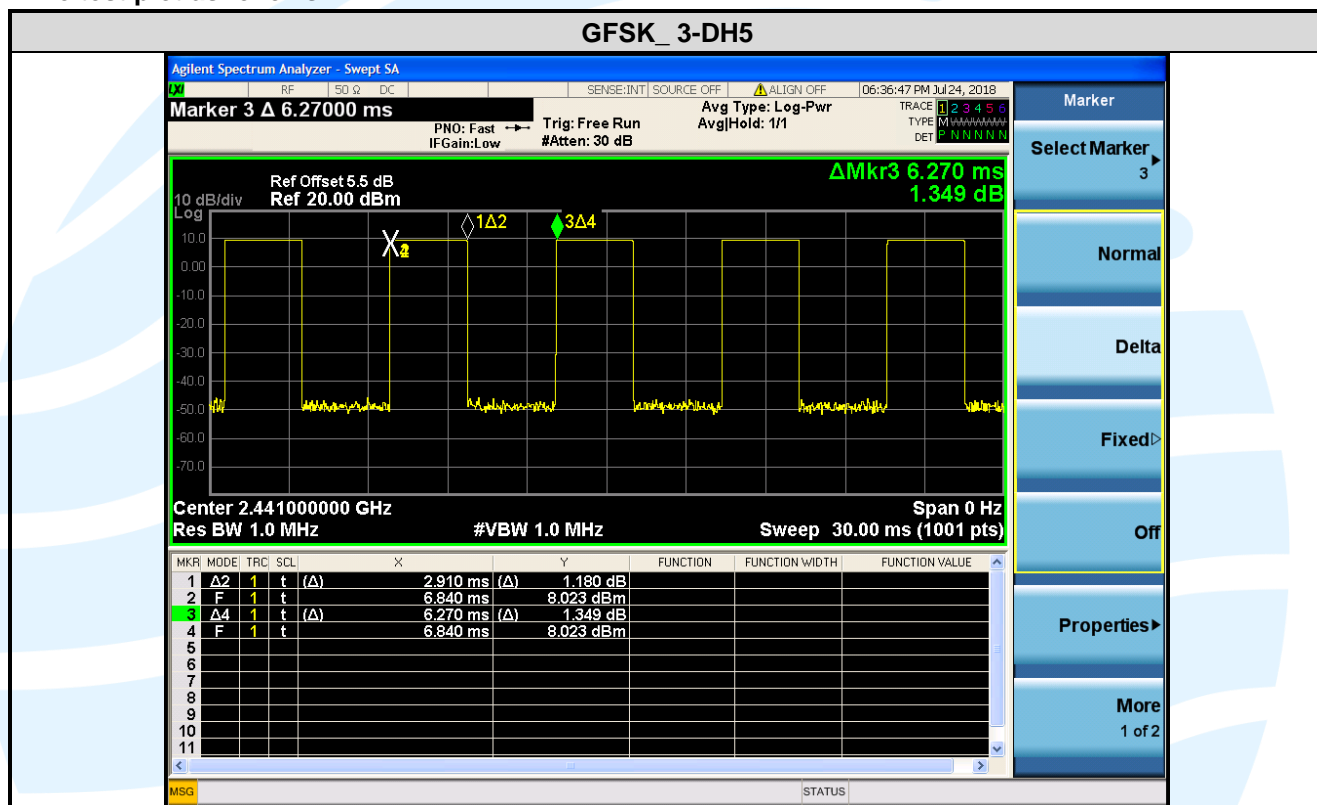 GFSK_ 3-DH5
Agilent Spectrum Analyzer - Swept SA
LXI RF 50 Ω DC SENSE:INT SOURCE OFF ALIGN OFF 06:36:47 PM Jul 24, 2018
Marker 3 Δ 6.27000 ms
PNO: Fast
IFGain:Low
Trig: Free Run
#Atten: 30 dB
Avg Type: Log-Pwr
Avg|Hold: 1/1
TRACE 1 2 3 4 5 6
TYPE M
DET P N N N N N
ΔMkr3 6.270 ms
1.349 dB
Ref Offset 5.5 dB
10 dB/div Ref 20.00 dBm
Log
1Δ2
3Δ4
10.0
0.00
-10.0
-20.0
-30.0
-40.0
-50.0
-60.0
-70.0
Center 2.441000000 GHz Span 0 Hz
Res BW 1.0 MHz #VBW 1.0 MHz Sweep 30.00 ms (1001 pts)
MKR MODE TRC SCL X Y FUNCTION FUNCTION WIDTH FUNCTION VALUE
1 Δ2 1 t (Δ) 2.910 ms (Δ) 1.180 dB
2 F 1 t 6.840 ms 8.023 dBm
3 Δ4 1 t (Δ) 6.270 ms (Δ) 1.349 dB
4 F 1 t 6.840 ms 8.023 dBm
5
6
7
8
9
10
11
MSG STATUS
Marker
Select Marker
3
Normal
Delta
Fixed
Off
Properties
More
1 of 2